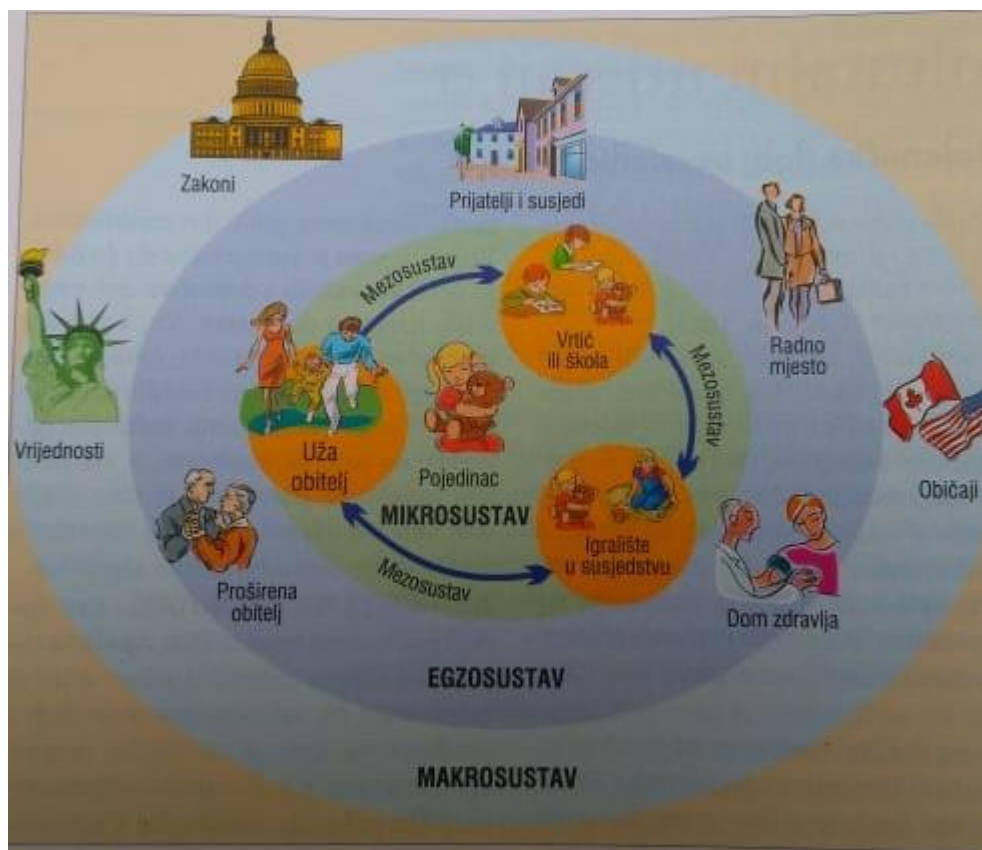 Zakoni
Prijatelji i susjedi
Mezosustav
Vrtić
ili škola
Radno
mjesto
Mezosustav
Vrijednosti
Uža
obitelj
Pojedinac
MIKROSUSTAV
Običaji
Igralište
u susjedstvu
Mezosustav
Proširena
obitelj
Dom zdravlja
EGZOSUSTAV
MAKROSUSTAV